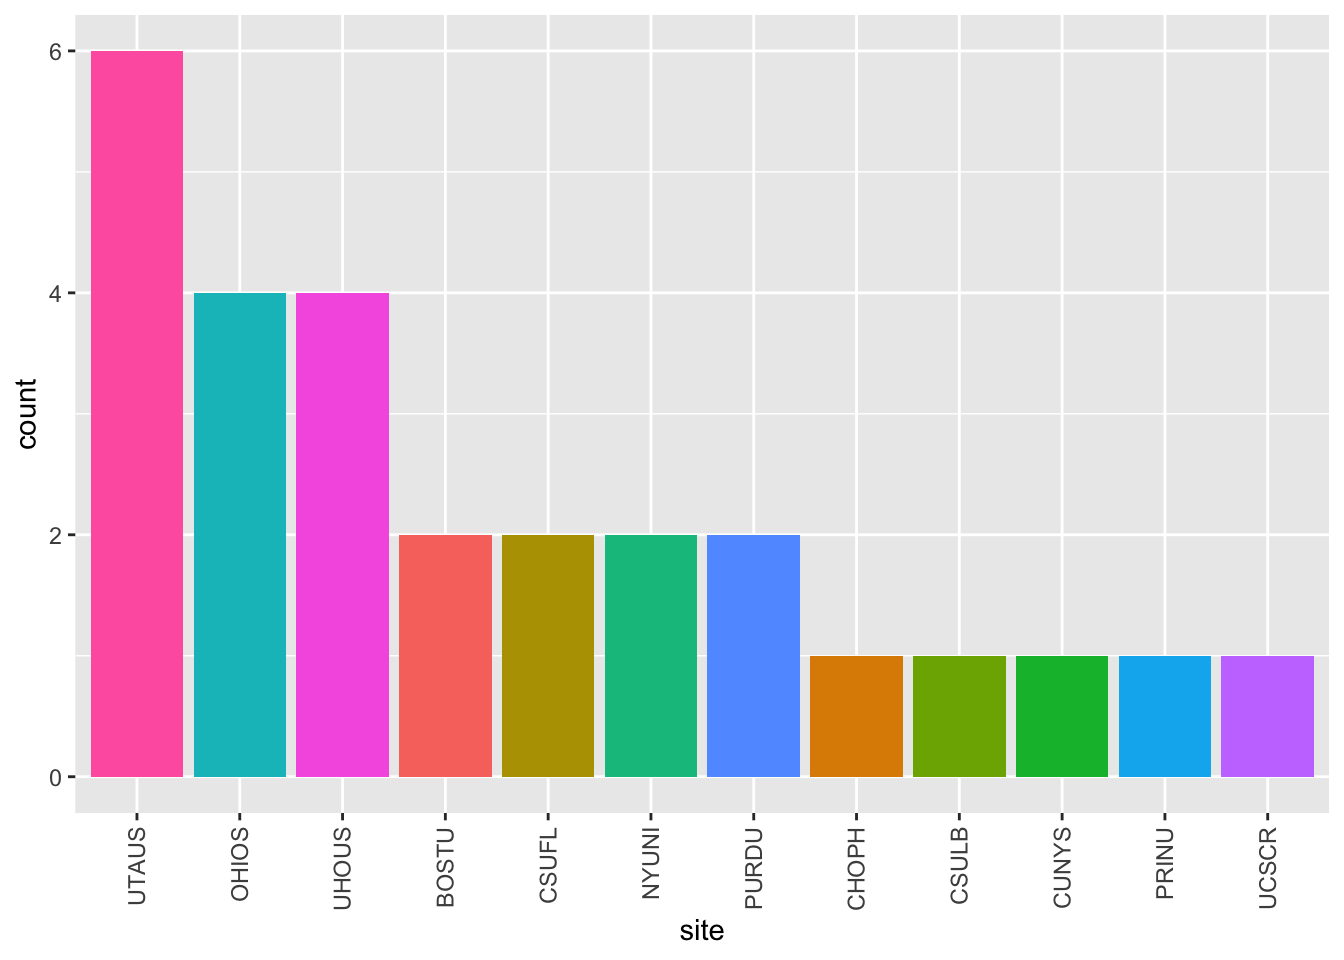 6
4
2
0
count
UTAUS
OHIOS
UHOUS
BOSTU
CSUFL
NYUNI
PURDU
CHOPH
CSULB
CUNYS
PRINU
UCSCR
site